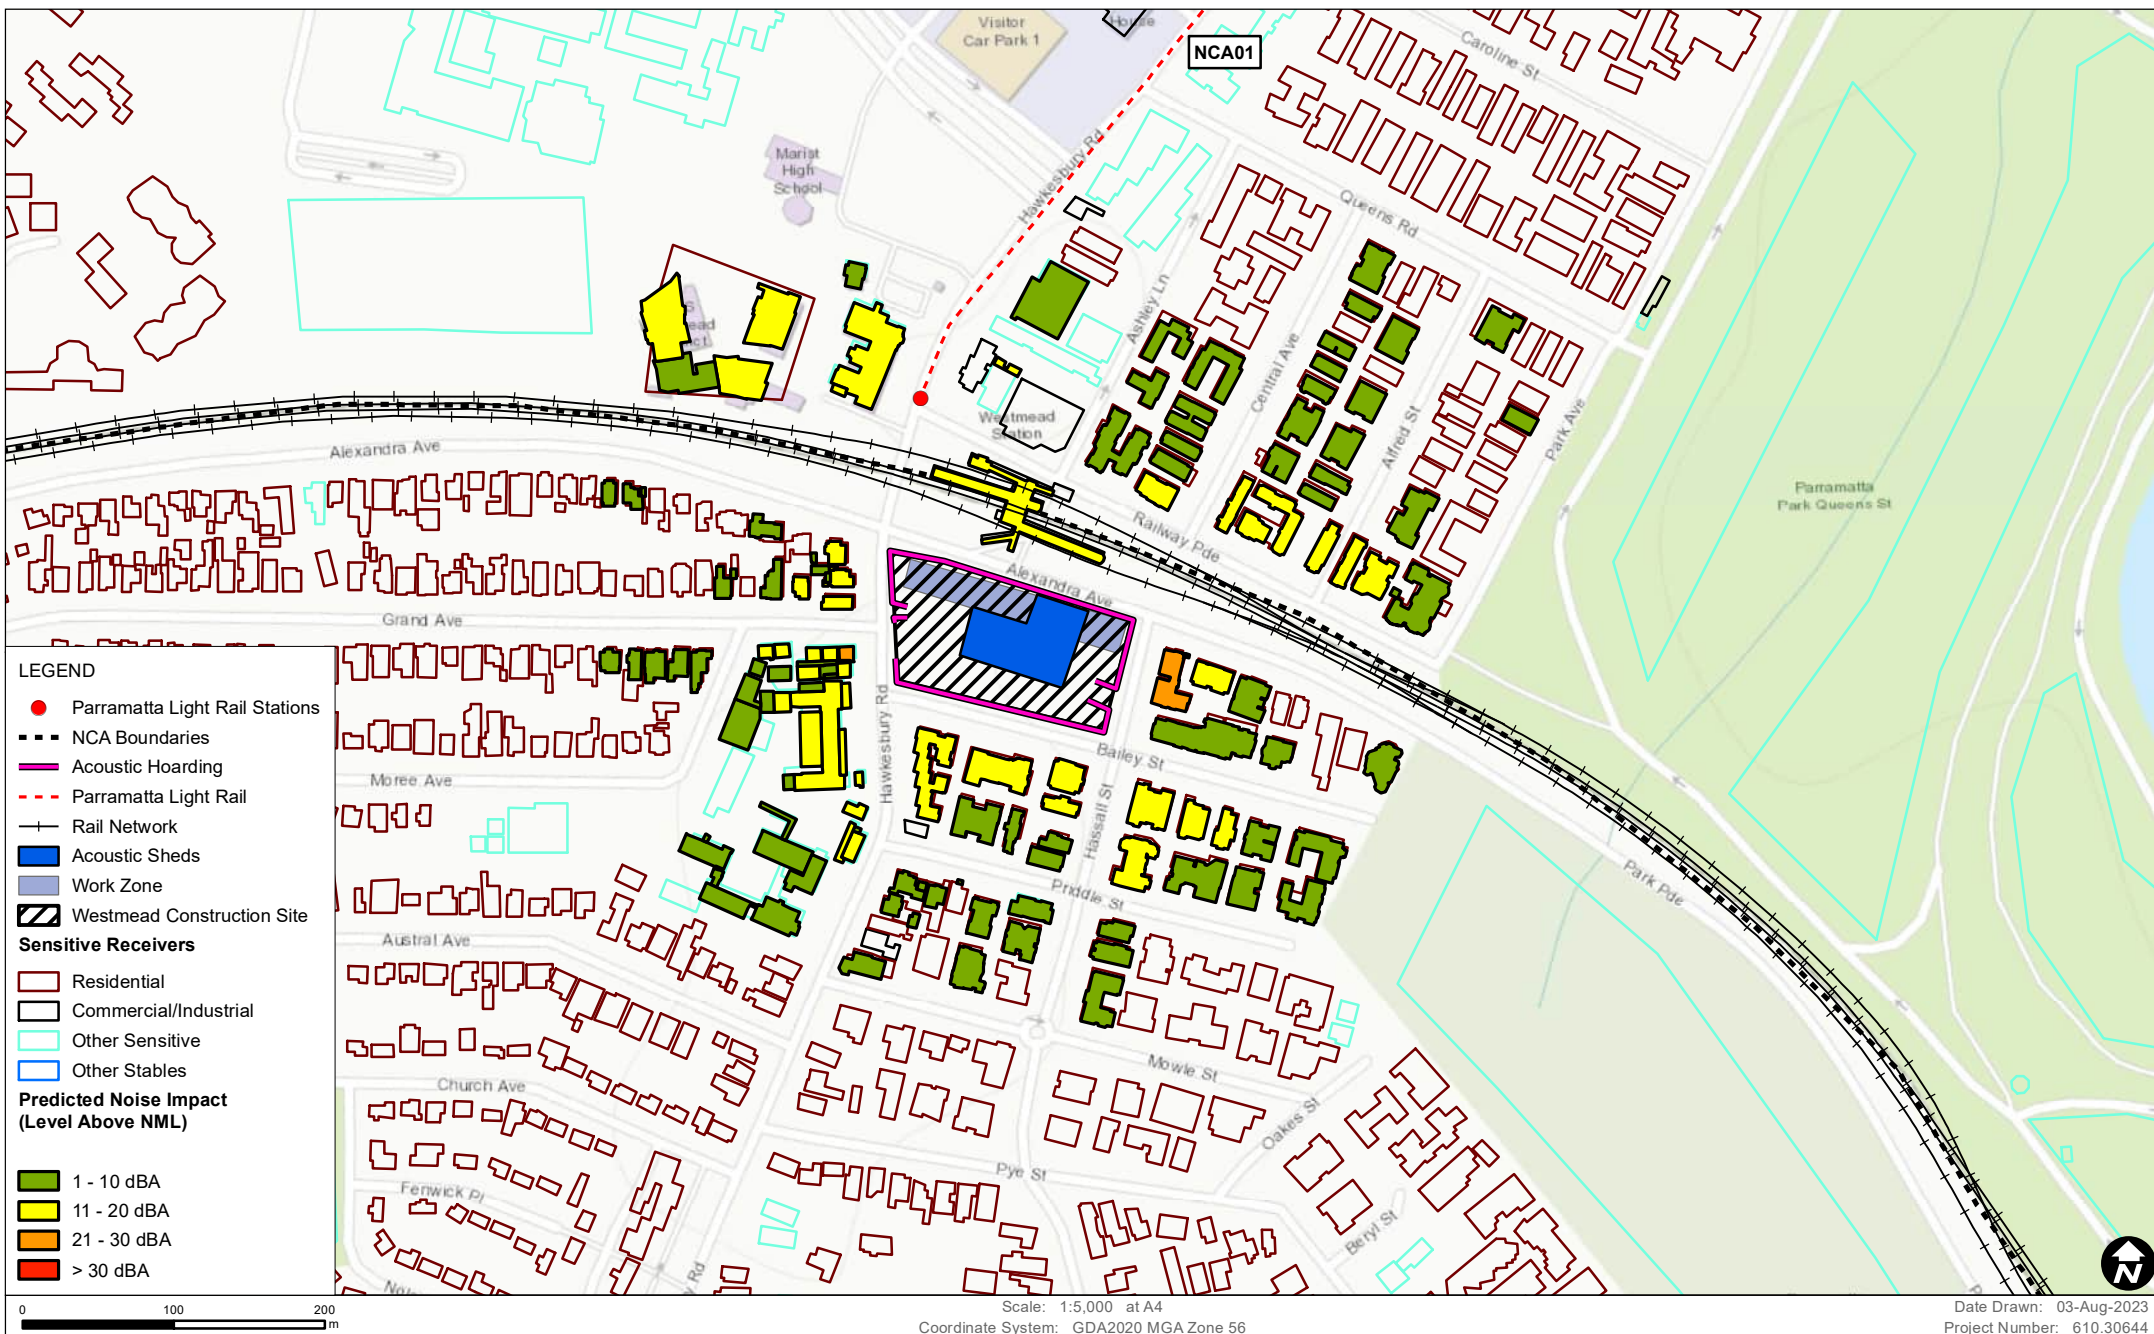 Visitor
Car Park 1
House
NCA01
Caroline St
Marist
High
School
Hawkesbury Rd
Queens Rd
Ashley Ln
Central Ave
Alfred St
Park Ave
Westmead
Station
Alexandra Ave
Railway Pde
Alexandra Ave
Parramatta
Park Queens St
Grand Ave
Hawkesbury Rd
Bailey St
Hassall St
Moree Ave
Priddle St
Park Pde
Austral Ave
Mowle St
Church Ave
Oakes St
Pye St
Fenwick Pl
Beryl St
y Rd
LEGEND
Parramatta Light Rail Stations
NCA Boundaries
Acoustic Hoarding
Parramatta Light Rail
Rail Network
Acoustic Sheds
Work Zone
Westmead Construction Site
Sensitive Receivers
Residential
Commercial/Industrial
Other Sensitive
Other Stables
Predicted Noise Impact
(Level Above NML)
1 - 10 dBA
11 - 20 dBA
21 - 30 dBA
> 30 dBA
N
0 100 200
m
Scale: 1:5,000 at A4
Coordinate System: GDA2020 MGA Zone 56
Date Drawn: 03-Aug-2023
Project Number: 610.30644